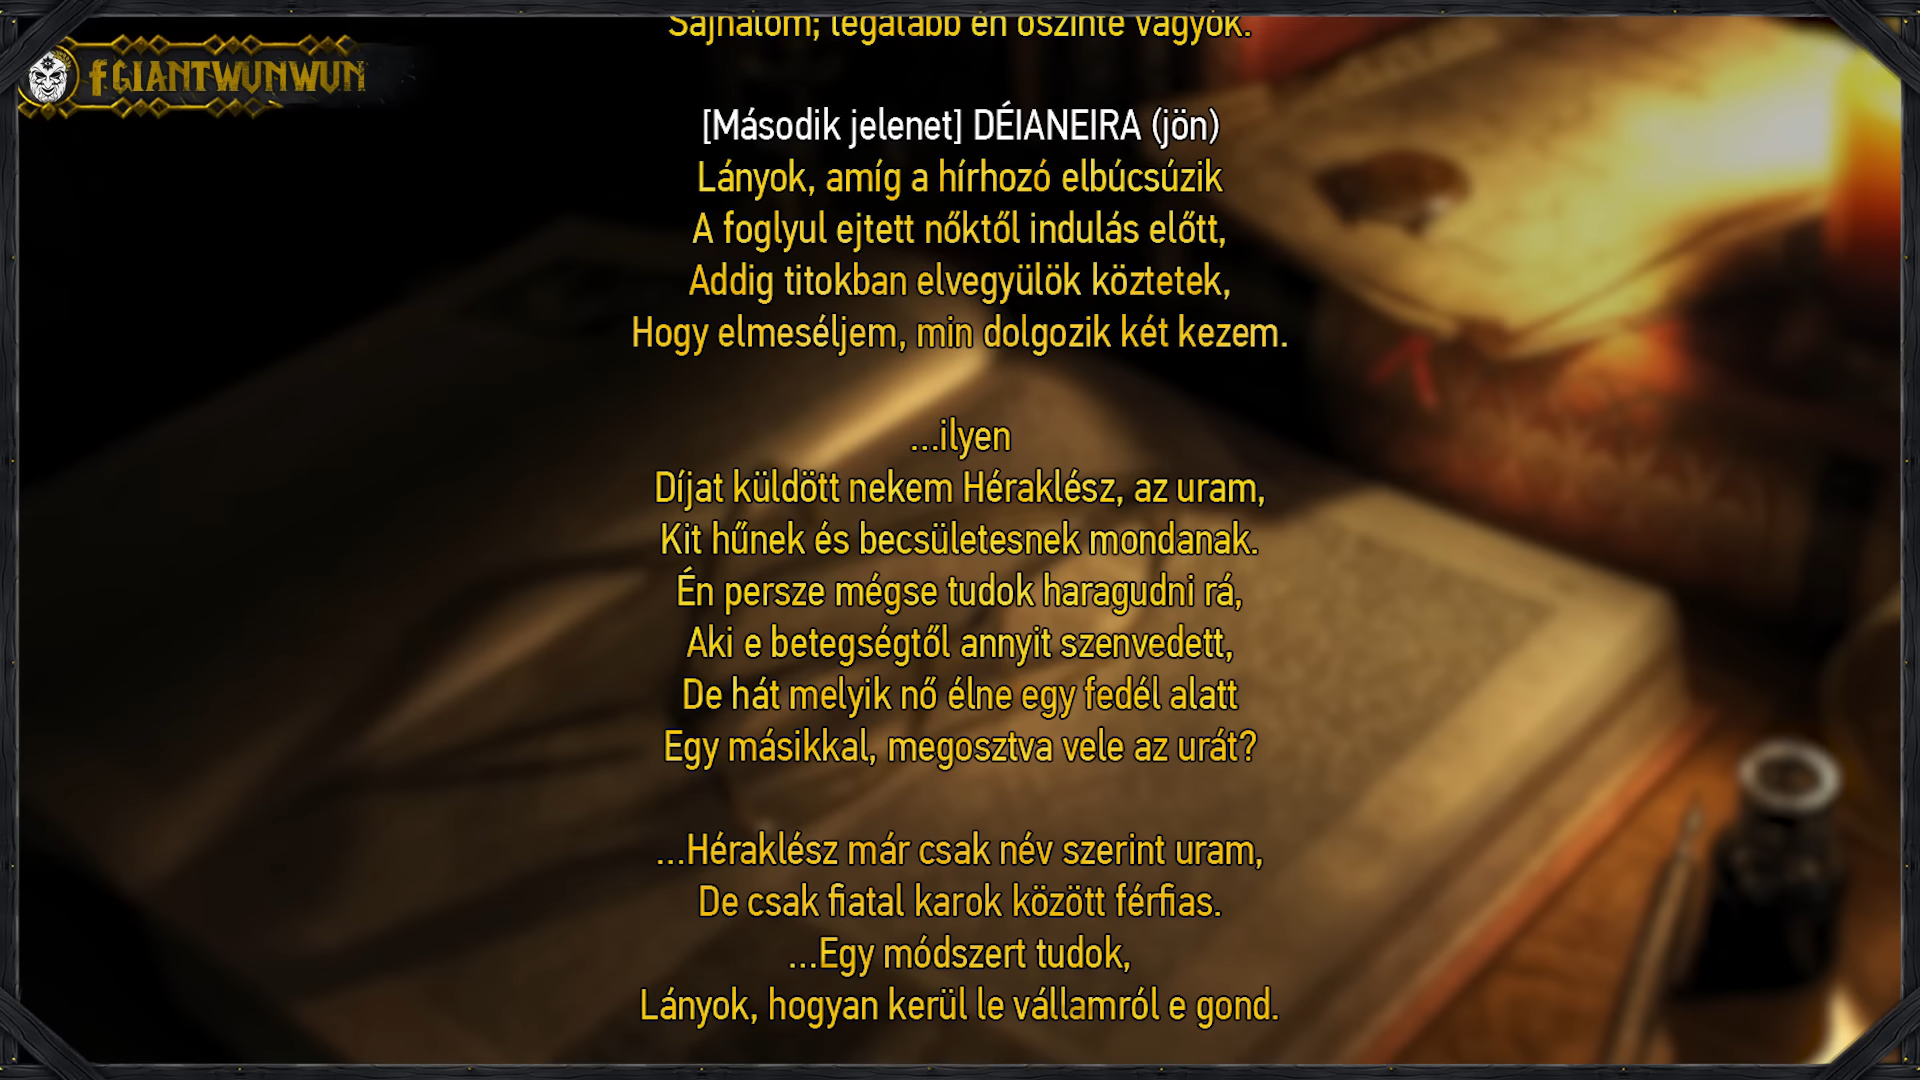 Sajnálom; legalább én őszinte vagyok.
fGIANTWUNWUN
[Második jelenet] DÉIANEIRA (jön)
Lányok, amíg a hírhozó elbúcsúzik
A foglyul ejtett nőktől indulás előtt,
Addig titokban elvegyülök köztetek,
Hogy elmeséljem, min dolgozik két kezem.
...ilyen
Díjat küldött nekem Héraklész, az uram,
Kit hűnek és becsületesnek mondanak.
Én persze mégse tudok haragudni rá,
Aki e betegségtől annyit szenvedett,
De hát melyik nő élne egy fedél alatt
Egy másikkal, megosztva vele az urát?
...Héraklész már csak név szerint uram,
De csak fiatal karok között férfias.
...Egy módszert tudok,
Lányok, hogyan kerül le vállamról e gond.